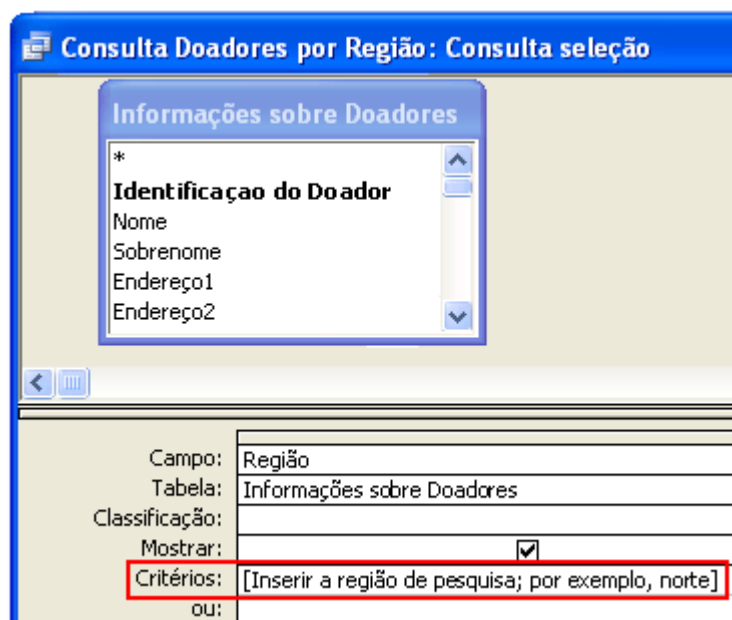 Consulta Doadores por Região: Consulta seleção
Informações sobre Doadores
*
Identificaçao do Doador
Nome
Sobrenome
Endereço1
Endereço2
Campo: Região
Tabela: Informações sobre Doadores
Classificação:
Mostrar:
Critérios: [Inserir a região de pesquisa; por exemplo, norte]
ou: